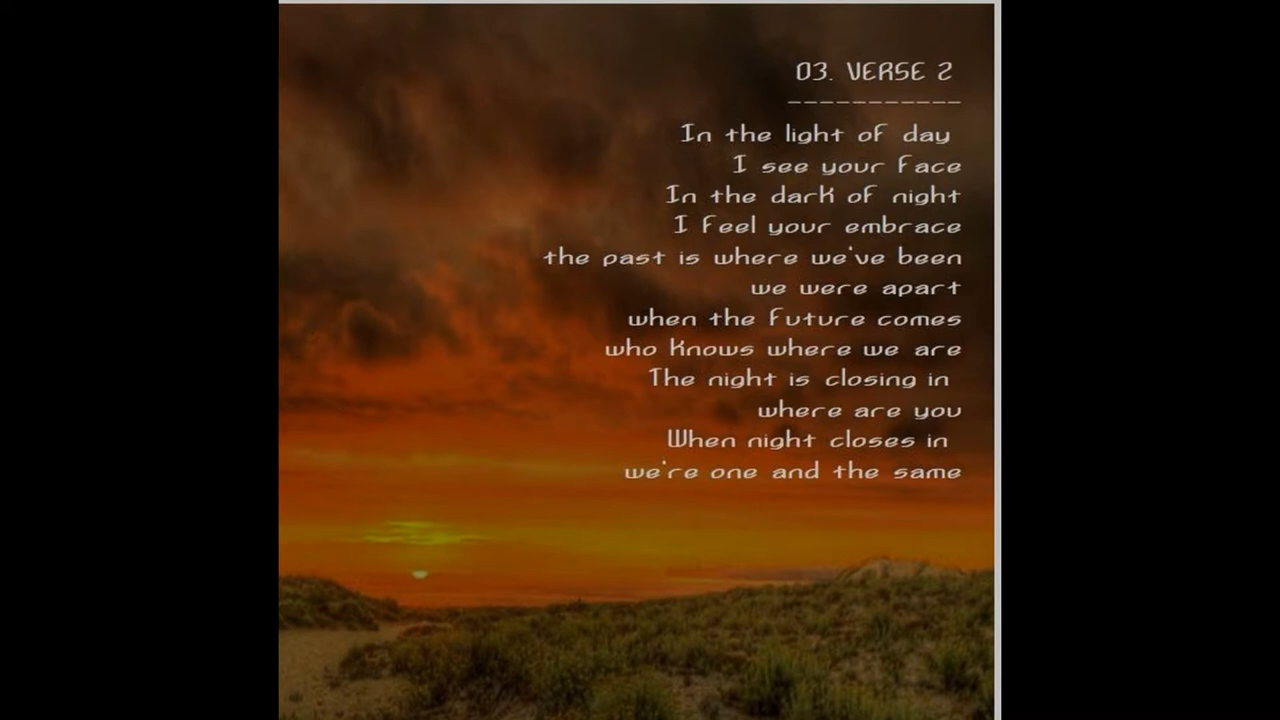 03. VERSE 2
-----------
In the light of day
I see your face
In the dark of night
I feel your embrace
the past is where we've been
we were apart
when the future comes
who knows where we are
The night is closing in
where are you
When night closes in
we're one and the same